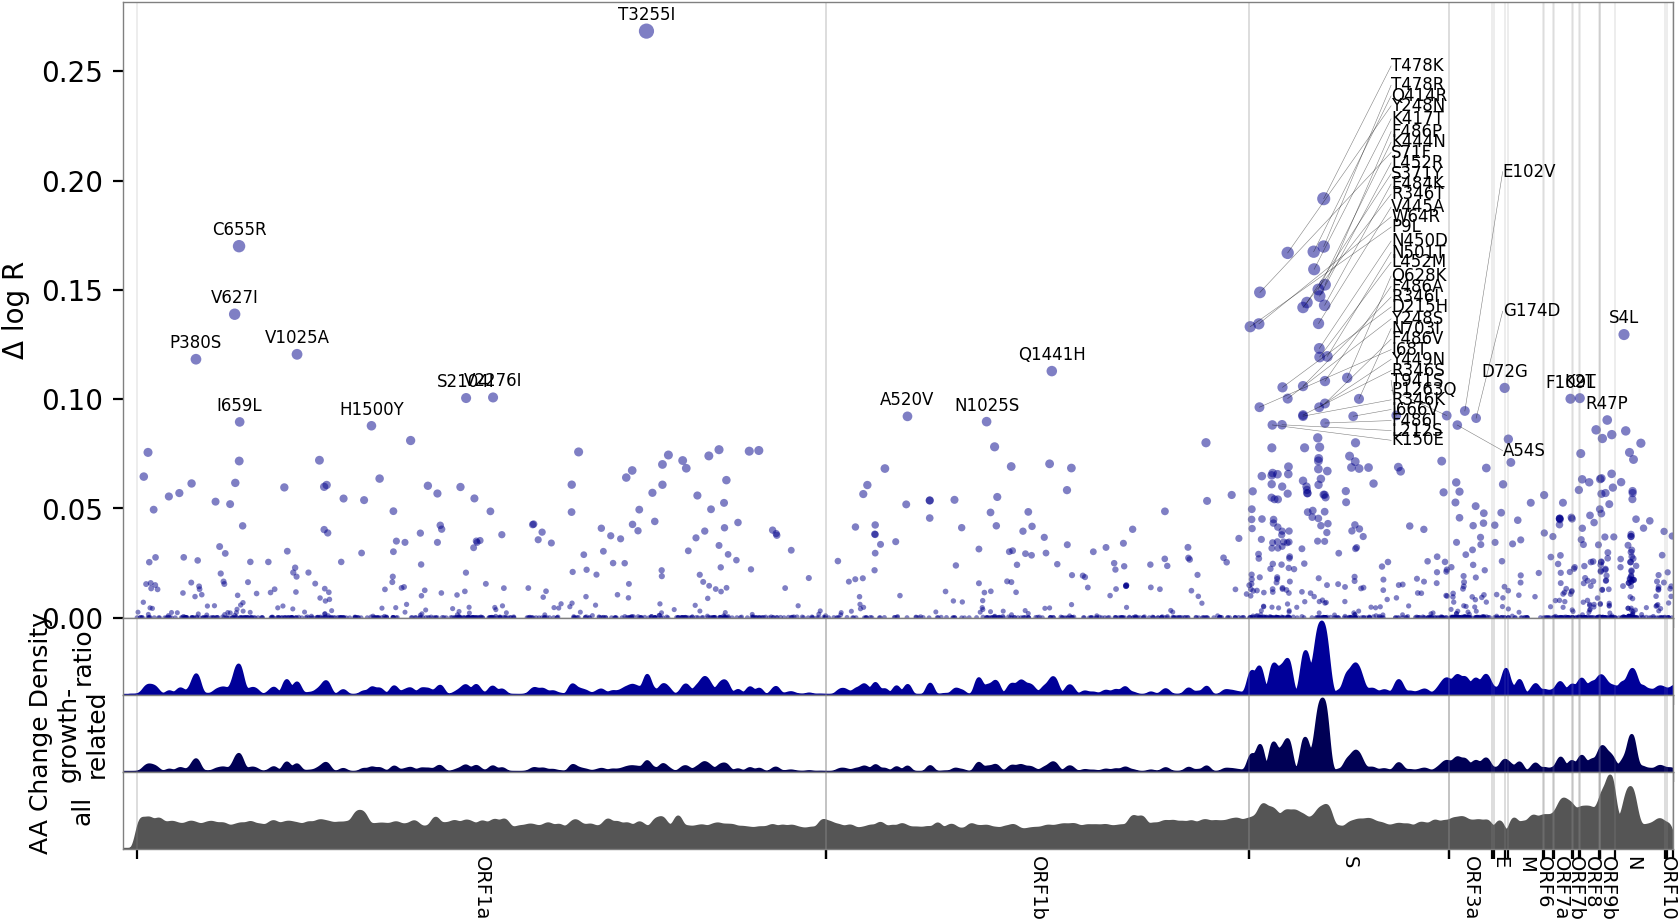 T3255I
0.25
T478K
T478R
Q414R
Y248N
K417T
F486P
K444N
S71F
L452R
S371Y
E484K
R346T
V445A
W64R
P9L
N450D
N501T
L452M
Q628K
F486A
R346I
D215H
Y248S
N703I
F486V
I68T
Y449N
R346S
T941S
P1263Q
R346K
I666V
F486L
L212S
K150E
E102V
0.20
C655R
V627I
0.15
P380S
V1025A
G174D
S4L
Q1441H
D72G
S2104I
V2276I
0.10
I659L
H1500Y
A520V
N1025S
R47P
A54S
0.05
0.00
Δ log R
AA Change Density
ratio
growth-
related
all
ORF1a
ORF1b
S
ORF3a
E
M
ORF6
ORF7a
ORF7b
ORF8
ORF9b
N
ORF10